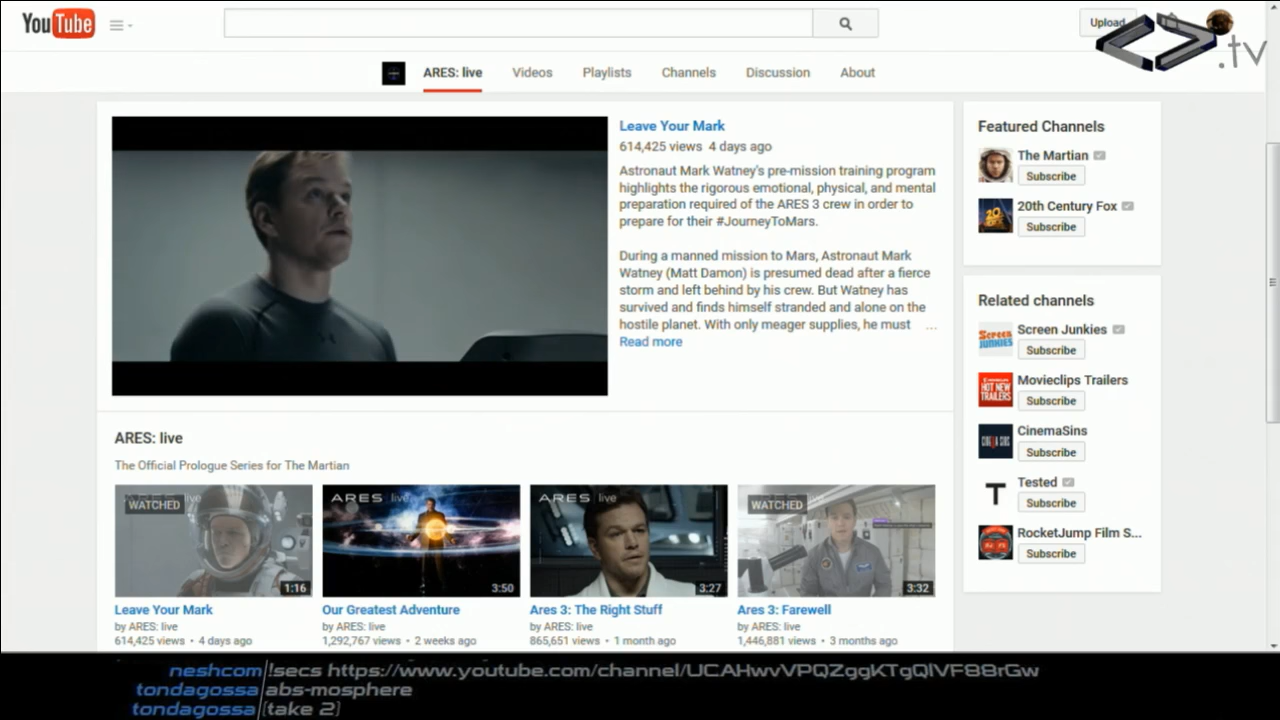 YouTube
Upload
<>.tv
ARES: live Videos Playlists Channels Discussion About
Leave Your Mark
614,425 views 4 days ago
Astronaut Mark Watney's pre-mission training program
highlights the rigorous emotional, physical, and mental
preparation required of the ARES 3 crew in order to
prepare for their #JourneyToMars.
During a manned mission to Mars, Astronaut Mark
Watney (Matt Damon) is presumed dead after a fierce
storm and left behind by his crew. But Watney has
survived and finds himself stranded and alone on the
hostile planet. With only meager supplies, he must ...
Read more
Featured Channels
The Martian
Subscribe
20th Century Fox
Subscribe
Related channels
Screen Junkies
Subscribe
Movieclips Trailers
Subscribe
CinemaSins
Subscribe
Tested
Subscribe
RocketJump Film S...
Subscribe
ARES: live
The Official Prologue Series for The Martian
WATCHED
1:16
Leave Your Mark
by ARES: live
614,425 views • 4 days ago
ARES live
3:50
Our Greatest Adventure
by ARES: live
1,292,767 views • 2 weeks ago
ARES live
3:27
Ares 3: The Right Stuff
by ARES: live
865,651 views • 1 month ago
WATCHED
3:32
Ares 3: Farewell
by ARES: live
1,446,881 views • 3 months ago
neshcom !secs https://www.youtube.com/channel/UCAHwvVPQZggKTgQlVF88rGw
tondagossa abs-mosphere
tondagossa [take 2]